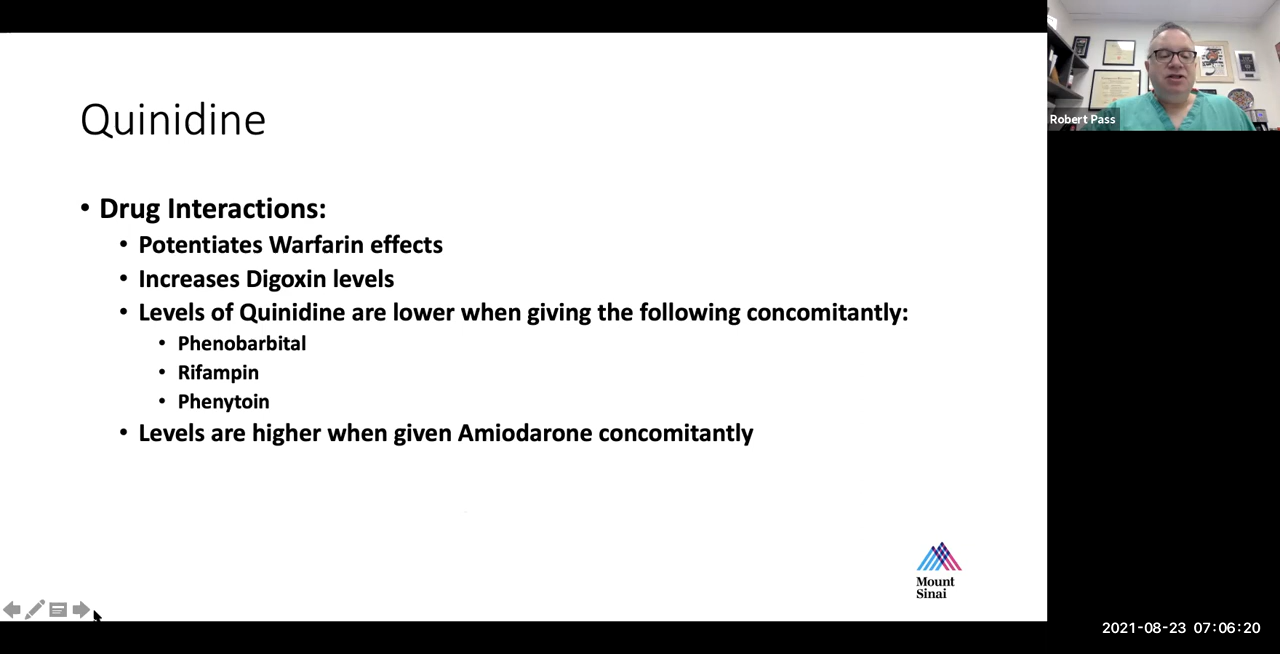 Quinidine
• Drug Interactions:
• Potentiates Warfarin effects
• Increases Digoxin levels
• Levels of Quinidine are lower when giving the following concomitantly:
• Phenobarbital
• Rifampin
• Phenytoin
• Levels are higher when given Amiodarone concomitantly
Mount
Sinai
Robert Pass
2021-08-23 07:06:20